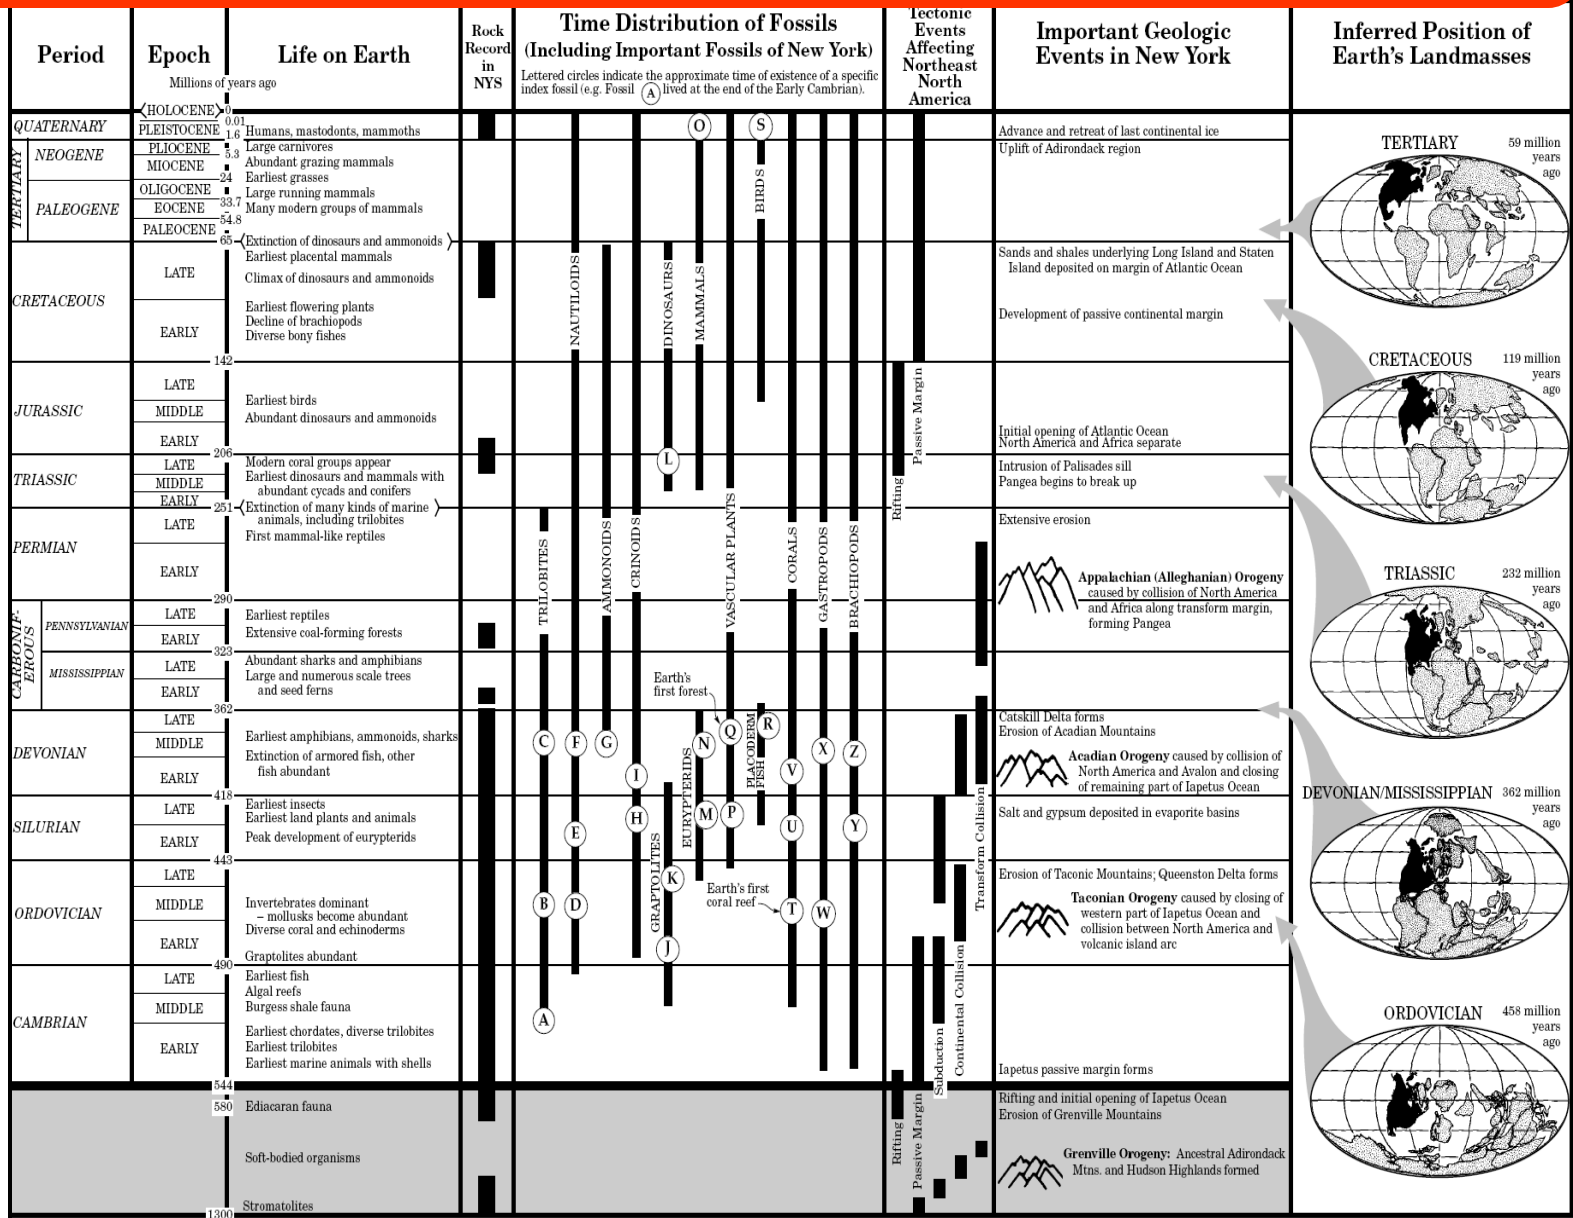 Period
Epoch
Life on Earth
Millions of years ago
Rock
Record
in
NYS
Time Distribution of Fossils
(Including Important Fossils of New York)
Lettered circles indicate the approximate time of existence of a specific
index fossil (e.g. Fossil A lived at the end of the Early Cambrian).
Tectonic
Events
Affecting
Northeast
North
America
Important Geologic
Events in New York
Inferred Position of
Earth's Landmasses
QUATERNARY
TERTIARY
NEOGENE
PALEOGENE
CRETACEOUS
JURASSIC
TRIASSIC
PERMIAN
CARBONIF-
EROUS
PENNSYLVANIAN
MISSISSIPPIAN
DEVONIAN
SILURIAN
ORDOVICIAN
CAMBRIAN
HOLOCENE
PLEISTOCENE
PLIOCENE
MIOCENE
OLIGOCENE
EOCENE
PALEOCENE
LATE
EARLY
LATE
MIDDLE
EARLY
LATE
MIDDLE
EARLY
LATE
EARLY
LATE
EARLY
LATE
EARLY
LATE
MIDDLE
EARLY
LATE
EARLY
LATE
MIDDLE
EARLY
LATE
MIDDLE
EARLY
0
0.01
1.6
5.3
24
33.7
54.8
65
142
206
251
290
323
362
418
443
490
544
580
1300
Humans, mastodonts, mammoths
Large carnivores
Abundant grazing mammals
Earliest grasses
Large running mammals
Many modern groups of mammals
Extinction of dinosaurs and ammonoids
Earliest placental mammals
Climax of dinosaurs and ammonoids
Earliest flowering plants
Decline of brachiopods
Diverse bony fishes
Earliest birds
Abundant dinosaurs and ammonoids
Modern coral groups appear
Earliest dinosaurs and mammals with
abundant cycads and conifers
Extinction of many kinds of marine
animals, including trilobites
First mammal-like reptiles
Earliest reptiles
Extensive coal-forming forests
Abundant sharks and amphibians
Large and numerous scale trees
and seed ferns
Earliest amphibians, ammonoids, sharks
Extinction of armored fish, other
fish abundant
Earliest insects
Earliest land plants and animals
Peak development of eurypterids
Invertebrates dominant
– mollusks become abundant
Diverse coral and echinoderms
Graptolites abundant
Earliest fish
Algal reefs
Burgess shale fauna
Earliest chordates, diverse trilobites
Earliest trilobites
Earliest marine animals with shells
Ediacaran fauna
Soft-bodied organisms
Stromatolites
TRILOBITES
C
B
A
NAUTILOIDS
F
E
D
AMMONOIDS
G
CRINOIDS
I
H
DINOSAURS
L
GRAPTOLITES
K
J
MAMMALS
O
EURYPTERIDS
N
M
Earth's
first forest
VASCULAR PLANTS
Q
P
BIRDS
S
PLACODERM
FISH
R
Earth's first
coral reef
CORALS
V
U
T
GASTROPODS
X
W
BRACHIOPODS
Z
Y
Rifting
Passive Margin
Transform Collision
Continental Collision
Subduction
Rifting
Passive Margin
Advance and retreat of last continental ice
Uplift of Adirondack region
Sands and shales underlying Long Island and Staten
Island deposited on margin of Atlantic Ocean
Development of passive continental margin
Initial opening of Atlantic Ocean
North America and Africa separate
Intrusion of Palisades sill
Pangea begins to break up
Extensive erosion
Appalachian (Alleghanian) Orogeny
caused by collision of North America
and Africa along transform margin,
forming Pangea
Catskill Delta forms
Erosion of Acadian Mountains
Acadian Orogeny caused by collision of
North America and Avalon and closing
of remaining part of Iapetus Ocean
Salt and gypsum deposited in evaporite basins
Erosion of Taconic Mountains; Queenston Delta forms
Taconian Orogeny caused by closing of
western part of Iapetus Ocean and
collision between North America and
volcanic island arc
Iapetus passive margin forms
Rifting and initial opening of Iapetus Ocean
Erosion of Grenville Mountains
Grenville Orogeny: Ancestral Adirondack
Mtns. and Hudson Highlands formed
TERTIARY
59 million
years
ago
CRETACEOUS
119 million
years
ago
TRIASSIC
232 million
years
ago
DEVONIAN/MISSISSIPPIAN
362 million
years
ago
ORDOVICIAN
458 million
years
ago